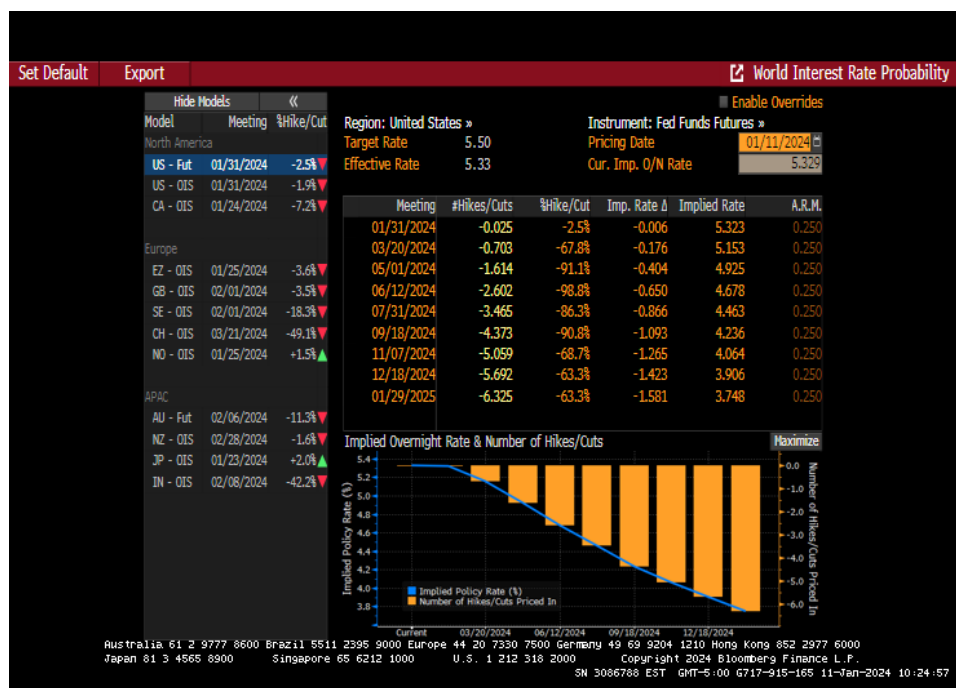 Set Default Export World Interest Rate Probability
Hide Models «
Model Meeting %Hike/Cut
North America
US - Fut 01/31/2024 -2.5%▼
US - OIS 01/31/2024 -1.9%▼
CA - OIS 01/24/2024 -7.2%▼
Europe
EZ - OIS 01/25/2024 -3.6%▼
GB - OIS 02/01/2024 -3.5%▼
SE - OIS 02/01/2024 -18.3%▼
CH - OIS 03/21/2024 -49.1%▼
NO - OIS 01/25/2024 +1.5%▲
APAC
AU - Fut 02/06/2024 -11.3%▼
NZ - OIS 02/28/2024 -1.6%▼
JP - OIS 01/23/2024 +2.0%▲
IN - OIS 02/08/2024 -42.2%▼
Enable Overrides
Region: United States » Instrument: Fed Funds Futures »
Target Rate 5.50 Pricing Date 01/11/2024
Effective Rate 5.33 Cur. Imp. O/N Rate 5.329
Meeting #Hikes/Cuts %Hike/Cut Imp. Rate Δ Implied Rate A.R.M.
01/31/2024 -0.025 -2.5% -0.006 5.323 0.250
03/20/2024 -0.703 -67.8% -0.176 5.153 0.250
05/01/2024 -1.614 -91.1% -0.404 4.925 0.250
06/12/2024 -2.602 -98.8% -0.650 4.678 0.250
07/31/2024 -3.465 -86.3% -0.866 4.463 0.250
09/18/2024 -4.373 -90.8% -1.093 4.236 0.250
11/07/2024 -5.059 -68.7% -1.265 4.064 0.250
12/18/2024 -5.692 -63.3% -1.423 3.906 0.250
01/29/2025 -6.325 -63.3% -1.581 3.748 0.250
Implied Overnight Rate & Number of Hikes/Cuts Maximize
Implied Policy Rate (%)
5.4
5.2
5.0
4.8
4.6
4.4
4.2
4.0
3.8
Implied Policy Rate (%)
Number of Hikes/Cuts Priced In
0.0
-1.0
-2.0
-3.0
-4.0
-5.0
-6.0
Number of Hikes/Cuts Priced In
Current 03/20/2024 06/12/2024 09/18/2024 12/18/2024
Australia 61 2 9777 8600 Brazil 5511 2395 9000 Europe 44 20 7330 7500 Germany 49 69 9204 1210 Hong Kong 852 2977 6000
Japan 81 3 4565 8900 Singapore 65 6212 1000 U.S. 1 212 318 2000 Copyright 2024 Bloomberg Finance L.P.
SN 3086788 EST GMT-5:00 G717-915-165 11-Jan-2024 10:24:57